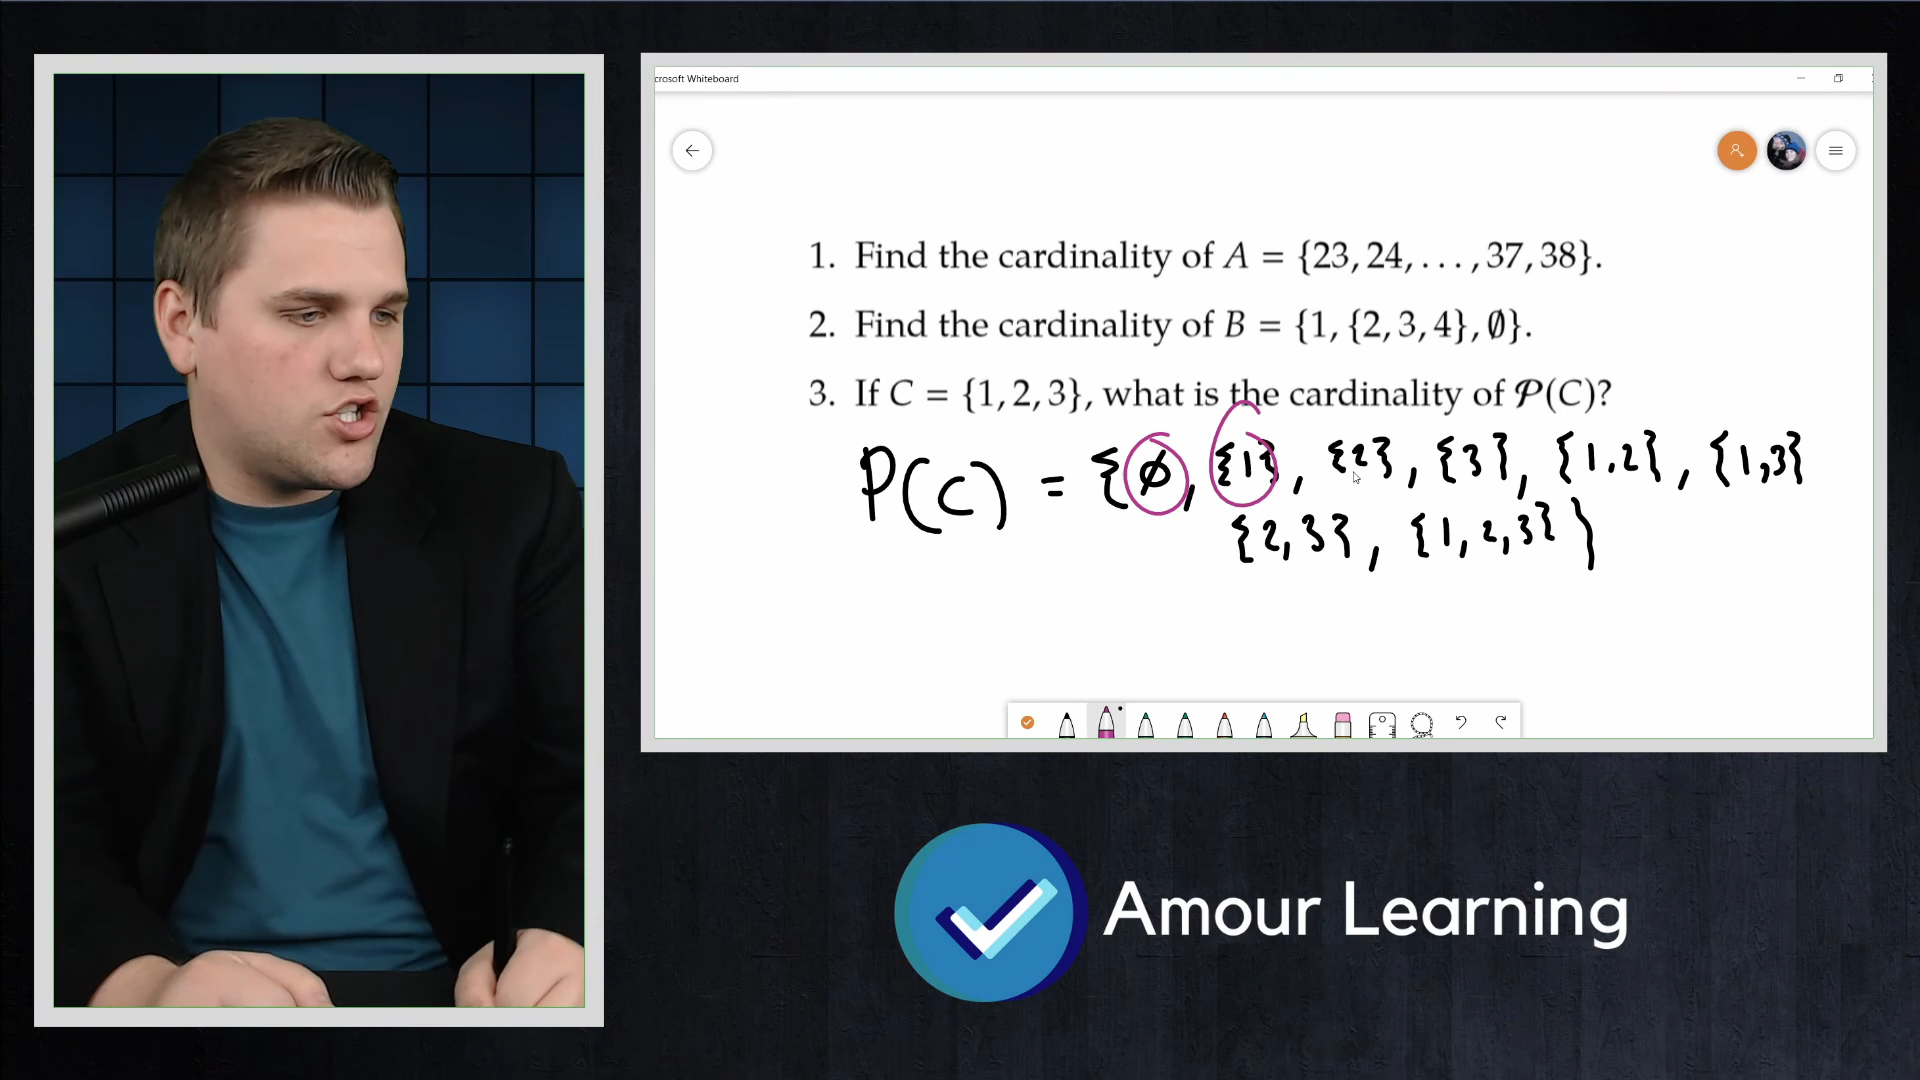 crosoft Whiteboard
1. Find the cardinality of A = {23, 24, . . . , 37, 38}.
2. Find the cardinality of B = {1, {2, 3, 4}, ∅}.
3. If C = {1, 2, 3}, what is the cardinality of 𝒫(C)?
P(C) = {∅, {1}, {2}, {3}, {1,2}, {1,3}
{2,3}, {1,2,3}}
Amour Learning